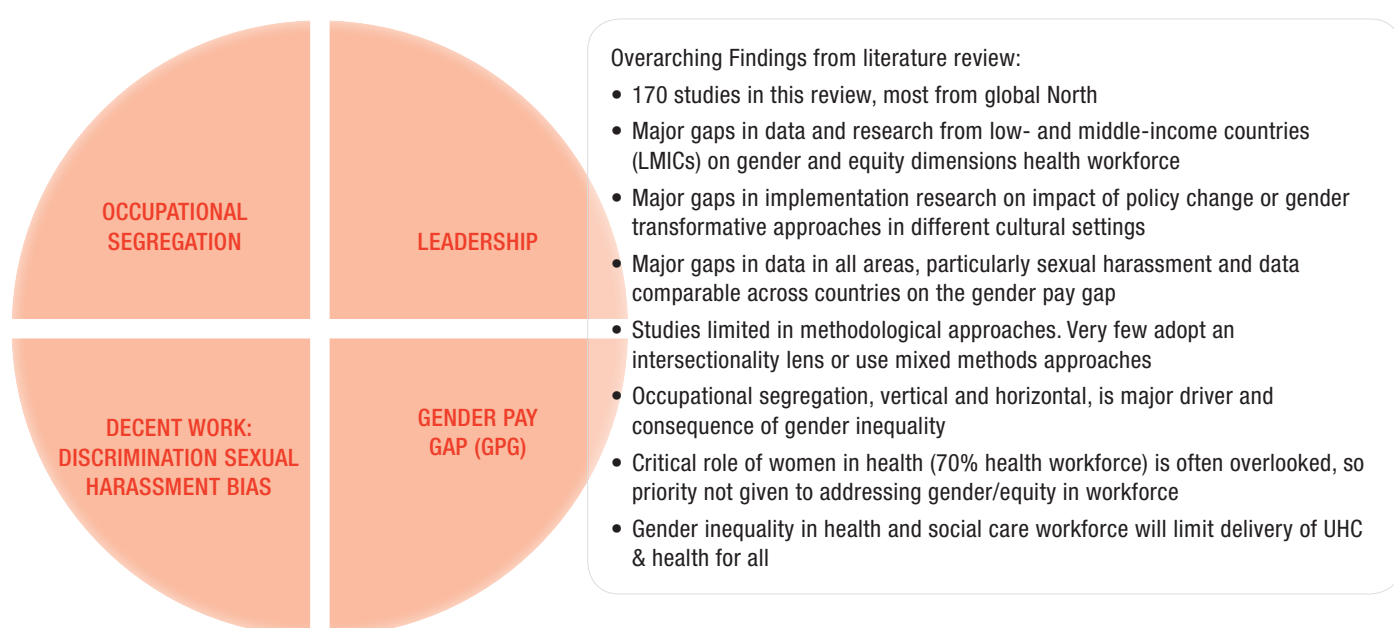 OCCUPATIONAL
SEGREGATION
LEADERSHIP
DECENT WORK:
DISCRIMINATION SEXUAL
HARASSMENT BIAS
GENDER PAY
GAP (GPG)
Overarching Findings from literature review:
• 170 studies in this review, most from global North
• Major gaps in data and research from low- and middle-income countries
(LMICs) on gender and equity dimensions health workforce
• Major gaps in implementation research on impact of policy change or gender
transformative approaches in different cultural settings
• Major gaps in data in all areas, particularly sexual harassment and data
comparable across countries on the gender pay gap
• Studies limited in methodological approaches. Very few adopt an
intersectionality lens or use mixed methods approaches
• Occupational segregation, vertical and horizontal, is major driver and
consequence of gender inequality
• Critical role of women in health (70% health workforce) is often overlooked, so
priority not given to addressing gender/equity in workforce
• Gender inequality in health and social care workforce will limit delivery of UHC
& health for all